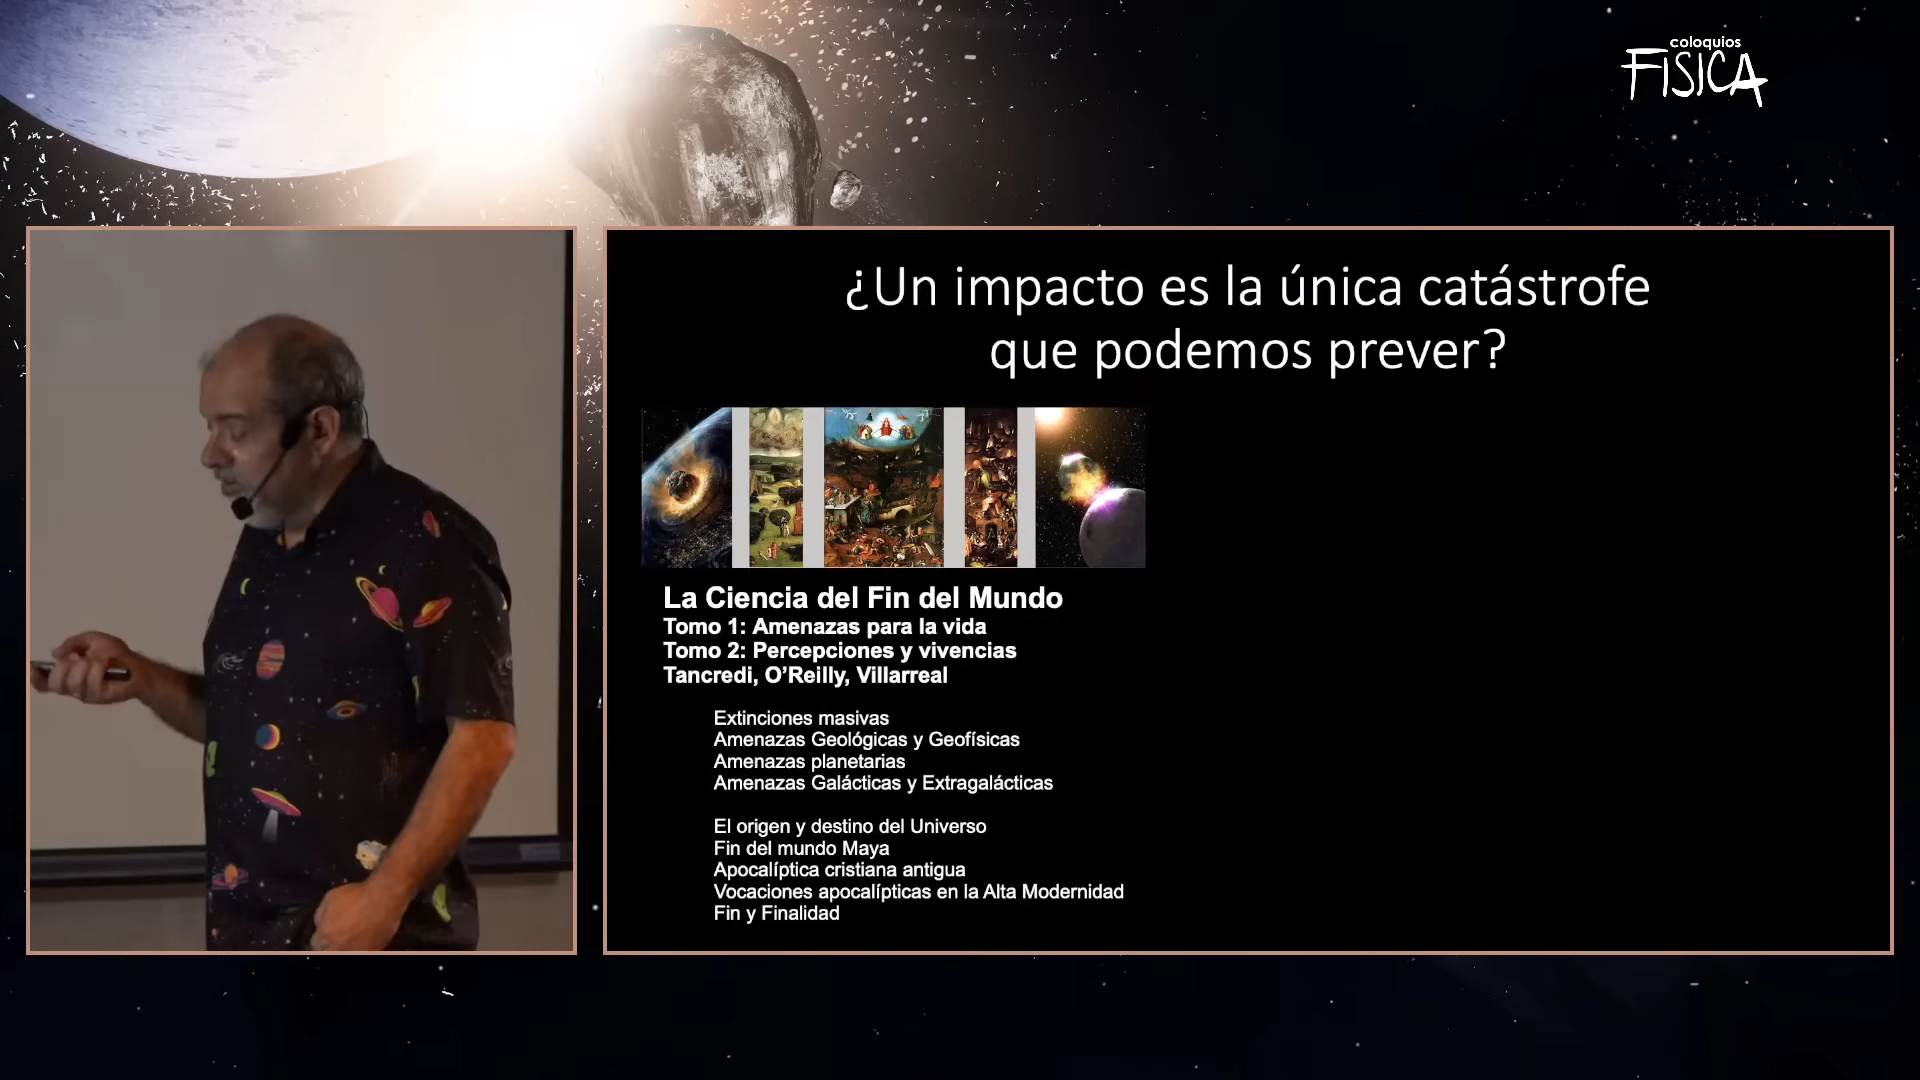 coloquios
FISICA
¿Un impacto es la única catástrofe
que podemos prever?
La Ciencia del Fin del Mundo
Tomo 1: Amenazas para la vida
Tomo 2: Percepciones y vivencias
Tancredi, O’Reilly, Villarreal
Extinciones masivas
Amenazas Geológicas y Geofísicas
Amenazas planetarias
Amenazas Galácticas y Extragalácticas
El origen y destino del Universo
Fin del mundo Maya
Apocalíptica cristiana antigua
Vocaciones apocalípticas en la Alta Modernidad
Fin y Finalidad